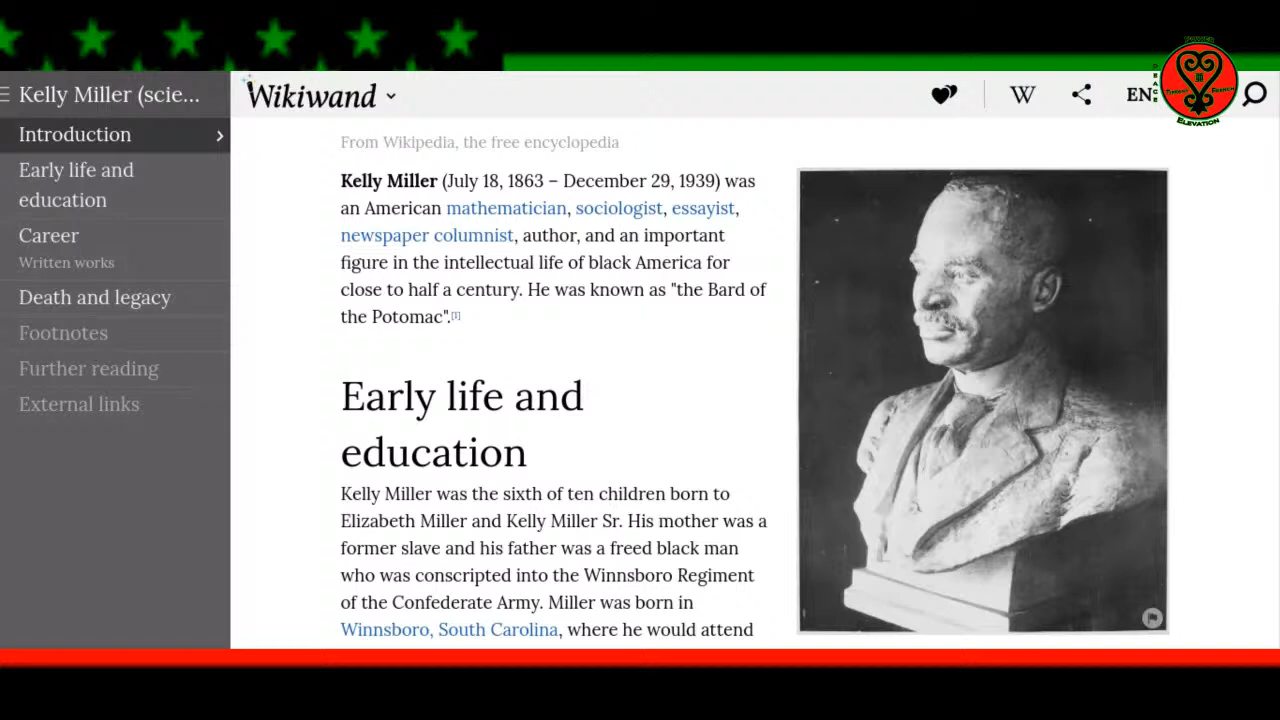 Kelly Miller (scie...
Introduction
Early life and
education
Career
Written works
Death and legacy
Footnotes
Further reading
External links
Wikiwand
W
EN
POWER
PEACE
ELEVATION
From Wikipedia, the free encyclopedia
Kelly Miller (July 18, 1863 – December 29, 1939) was
an American mathematician, sociologist, essayist,
newspaper columnist, author, and an important
figure in the intellectual life of black America for
close to half a century. He was known as "the Bard of
the Potomac".[1]
Early life and
education
Kelly Miller was the sixth of ten children born to
Elizabeth Miller and Kelly Miller Sr. His mother was a
former slave and his father was a freed black man
who was conscripted into the Winnsboro Regiment
of the Confederate Army. Miller was born in
Winnsboro, South Carolina, where he would attend